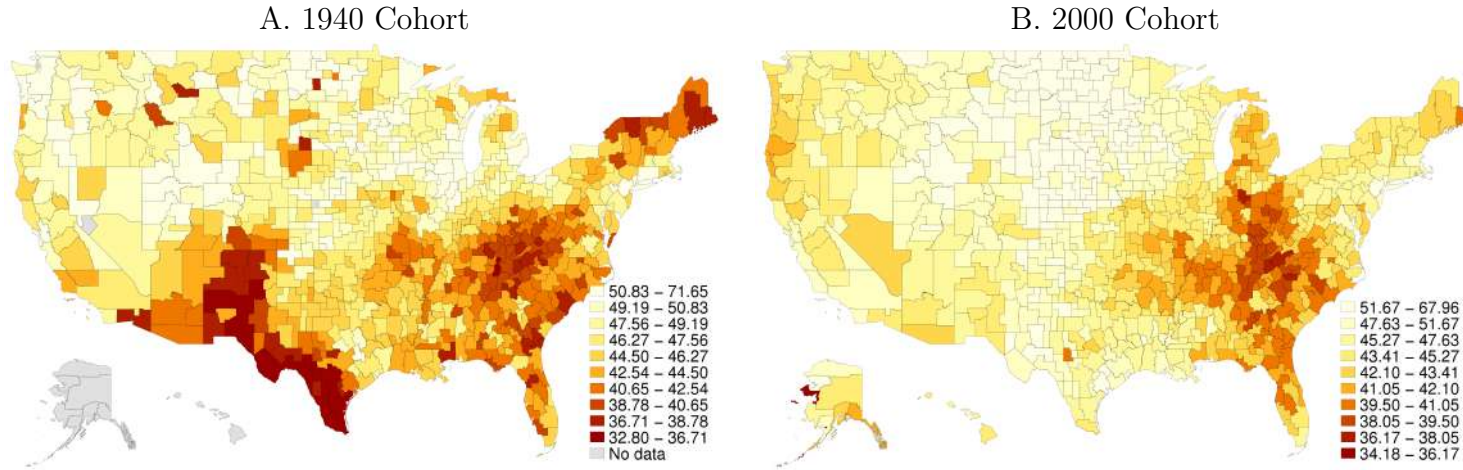 A. 1940 Cohort
50.83 – 71.65
49.19 – 50.83
47.56 – 49.19
46.27 – 47.56
44.50 – 46.27
42.54 – 44.50
40.65 – 42.54
38.78 – 40.65
36.71 – 38.78
32.80 – 36.71
No data
B. 2000 Cohort
51.67 – 67.96
47.63 – 51.67
45.27 – 47.63
43.41 – 45.27
42.10 – 43.41
41.05 – 42.10
39.50 – 41.05
38.05 – 39.50
36.17 – 38.05
34.18 – 36.17